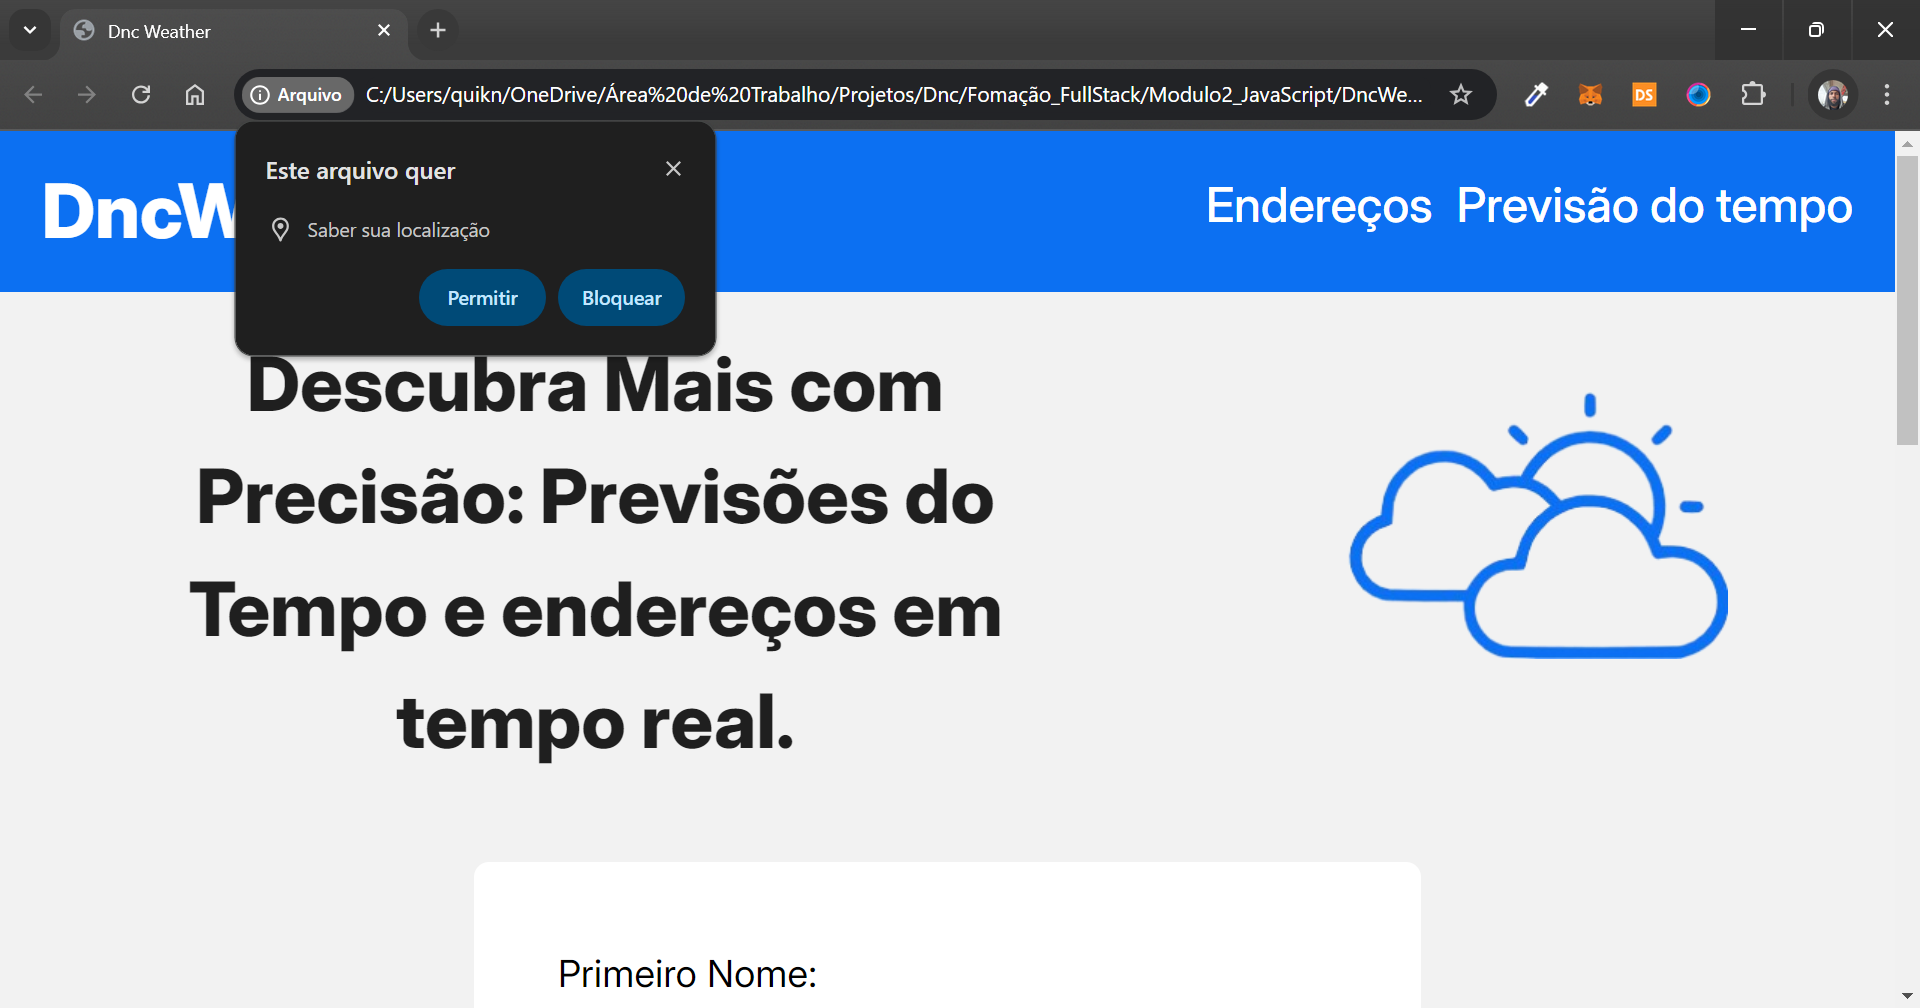 Dnc Weather
Arquivo C:/Users/quikn/OneDrive/Área%20de%20Trabalho/Projetos/Dnc/Fomação_FullStack/Modulo2_JavaScript/DncWe...
DS
Este arquivo quer
Saber sua localização
Permitir Bloquear
DncW
Endereços Previsão do tempo
Descubra Mais com
Precisão: Previsões do
Tempo e endereços em
tempo real.
Primeiro Nome: